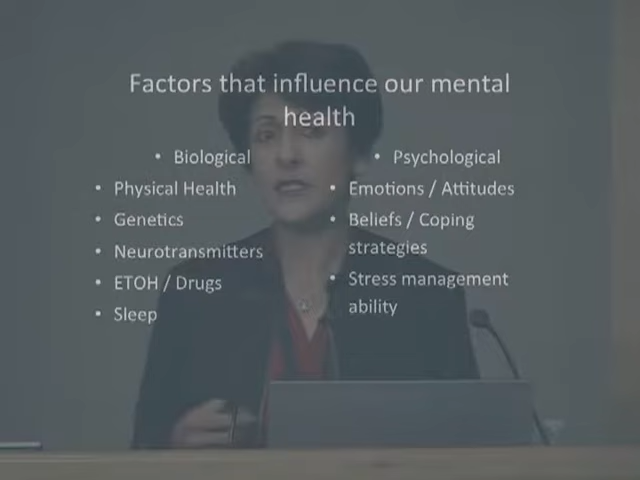 Factors that influence our mental
health
• Biological
• Physical Health
• Genetics
• Neurotransmitters
• ETOH / Drugs
• Sleep
• Psychological
• Emotions / Attitudes
• Beliefs / Coping
strategies
• Stress management
ability